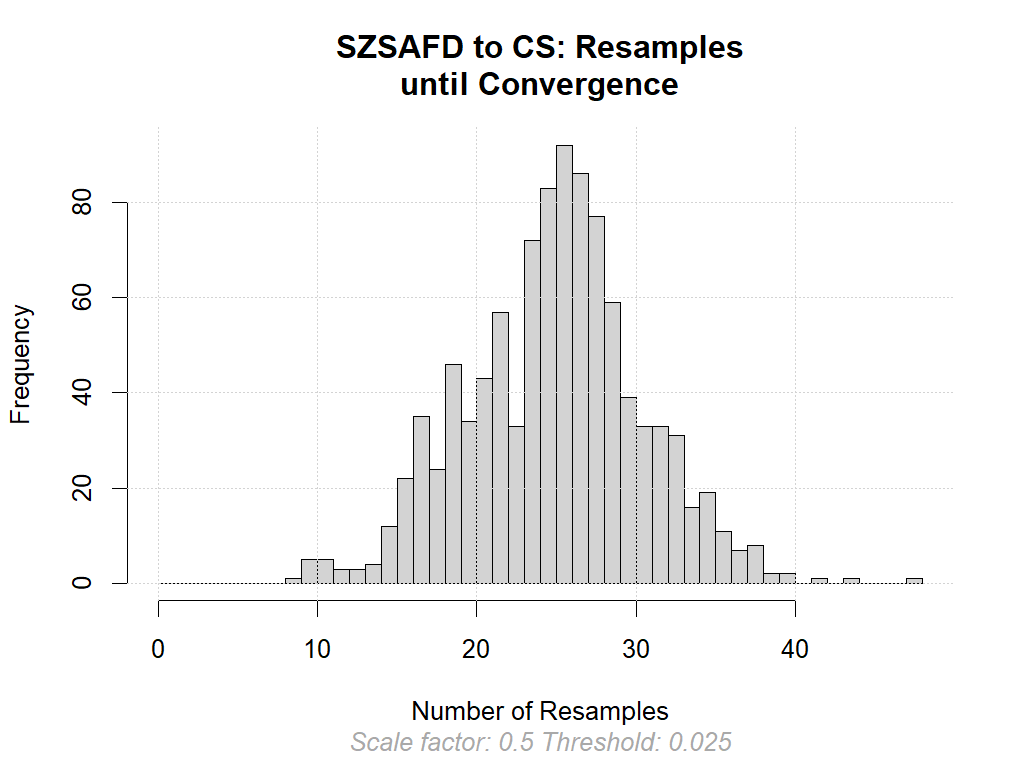 SZSAFD to CS: Resamples
until Convergence
Frequency
80
60
40
20
0
0 10 20 30 40
Number of Resamples
Scale factor: 0.5 Threshold: 0.025